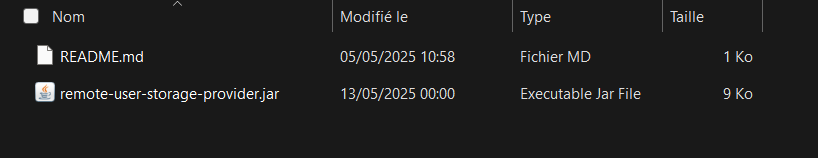 Nom Modifié le Type Taille
README.md 05/05/2025 10:58 Fichier MD 1 Ko
remote-user-storage-provider.jar 13/05/2025 00:00 Executable Jar File 9 Ko